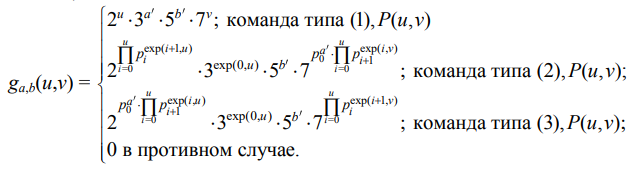 g_{a,b}(u,v) = { 2^u · 3^{a′} · 5^{b′} · 7^v; команда типа (1), P(u,v)
2^{∏_{i=0}^{u} p_i^{exp(i+1,u)}} · 3^{exp(0,u)} · 5^{b′} · 7^{p_0^{a′} · ∏_{i=0}^{u} p_{i+1}^{exp(i,v)}}; команда типа (2), P(u,v);
2^{p_0^{a′} · ∏_{i=0}^{u} p_{i+1}^{exp(i,u)}} · 3^{exp(0,u)} · 5^{b′} · 7^{∏_{i=0}^{u} p_i^{exp(i+1,v)}}; команда типа (3), P(u,v);
0 в противном случае.